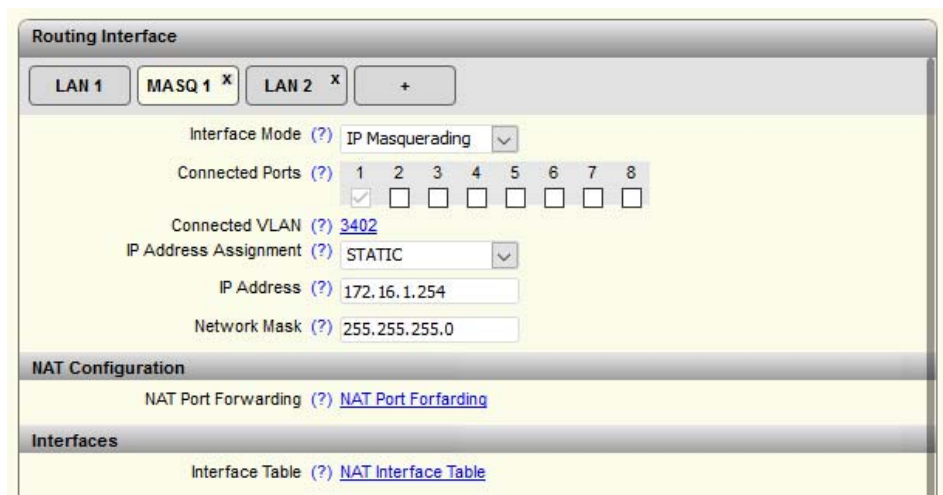 Routing Interface
LAN 1 MASQ 1 X LAN 2 X +
Interface Mode (?) IP Masquerading
Connected Ports (?) 1 2 3 4 5 6 7 8
Connected VLAN (?) 3402
IP Address Assignment (?) STATIC
IP Address (?) 172.16.1.254
Network Mask (?) 255.255.255.0
NAT Configuration
NAT Port Forwarding (?) NAT Port Forfarding
Interfaces
Interface Table (?) NAT Interface Table